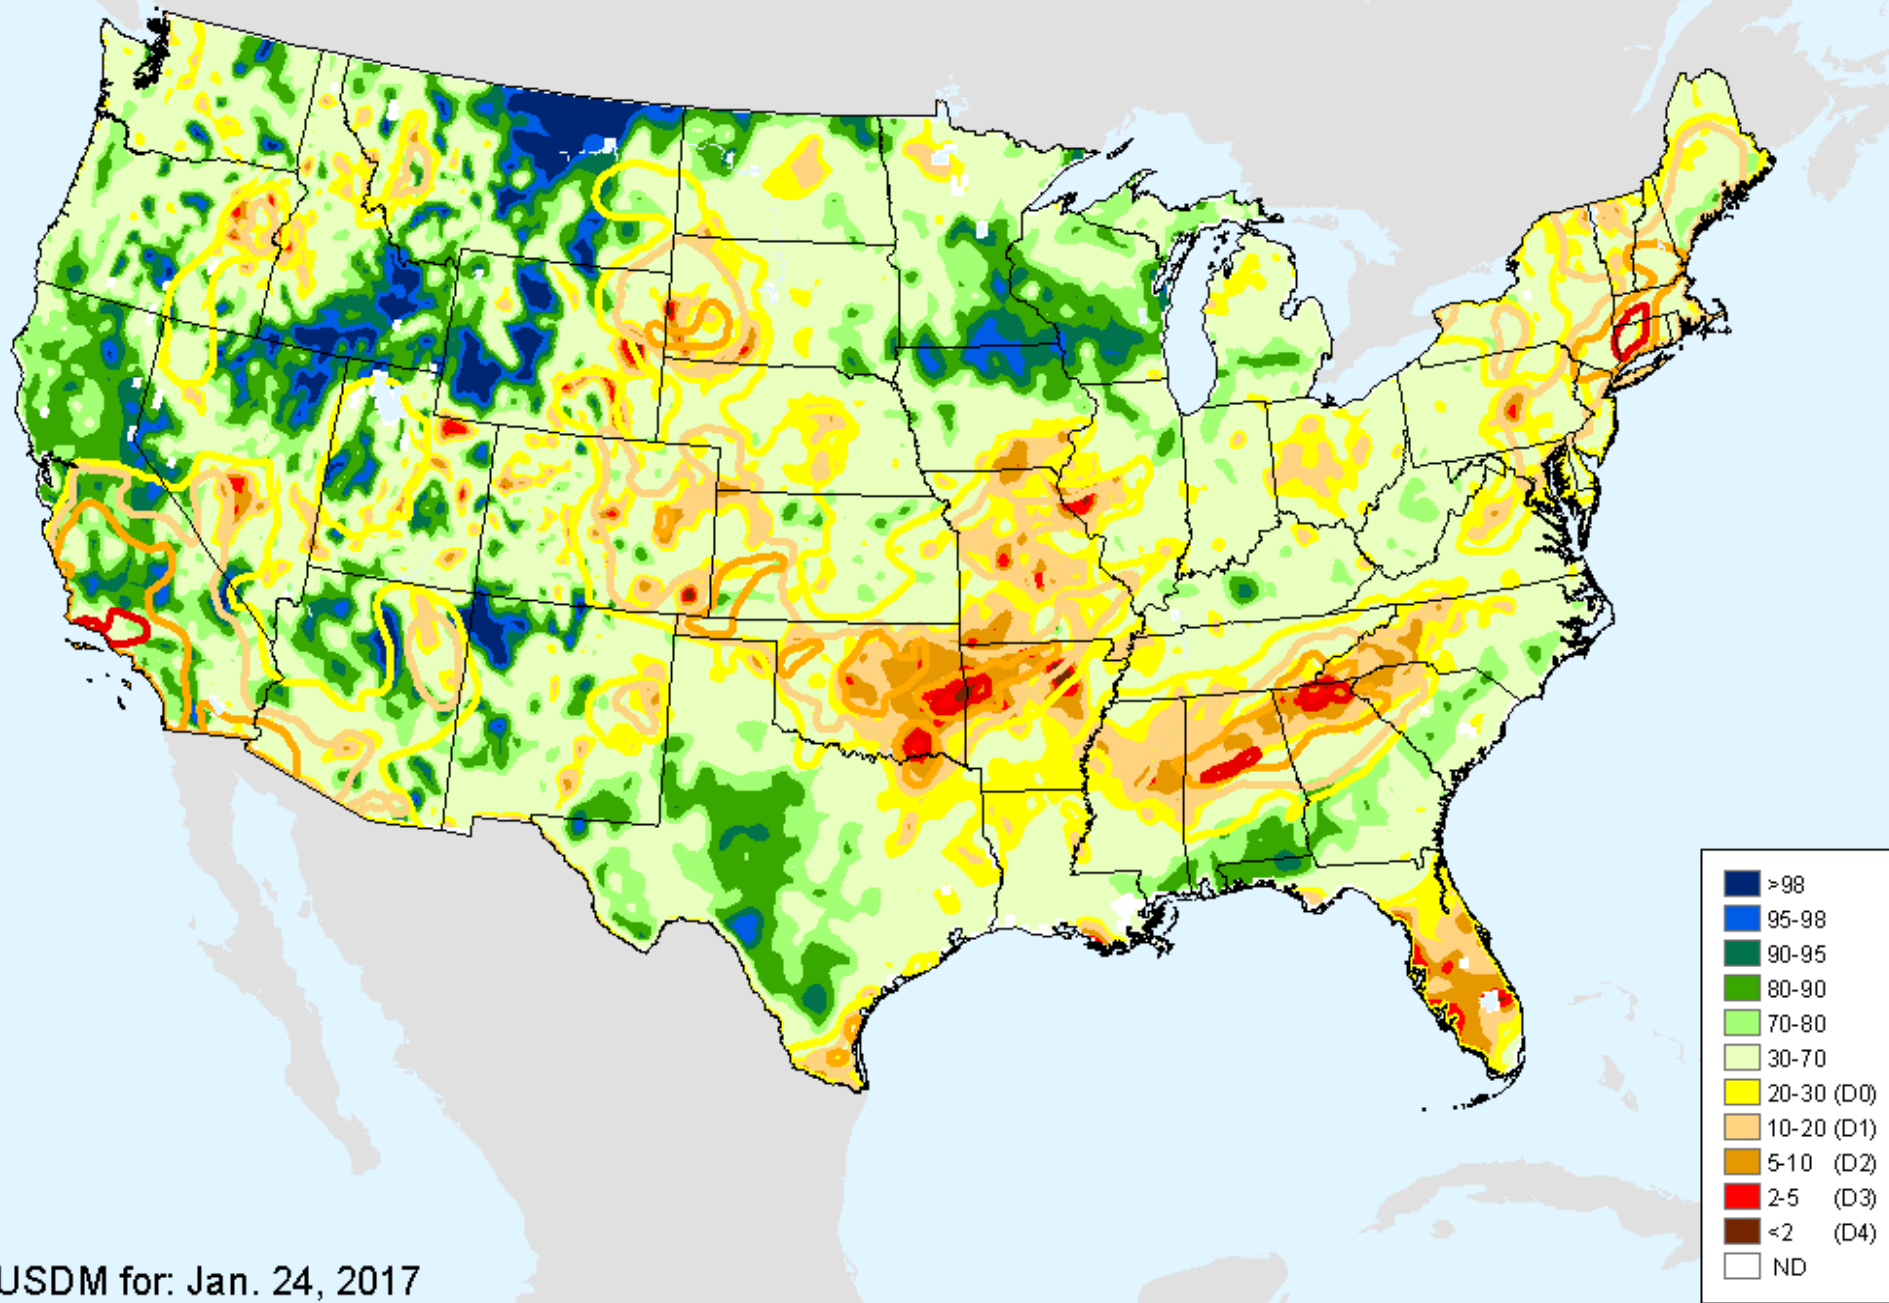 >98
95-98
90-95
80-90
70-80
30-70
20-30 (D0)
10-20 (D1)
5-10 (D2)
2-5 (D3)
<2 (D4)
ND
USDM for: Jan. 24, 2017